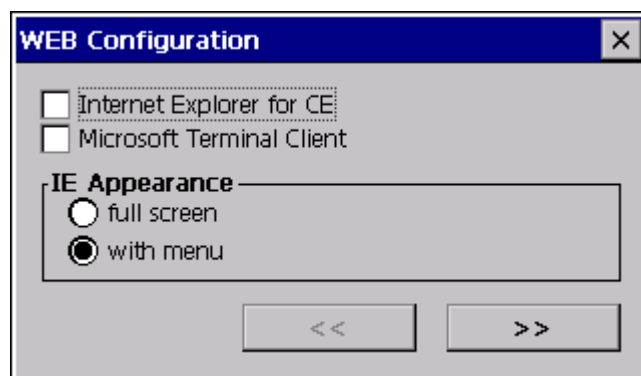 WEB Configuration
Internet Explorer for CE
Microsoft Terminal Client
IE Appearance
full screen
with menu
<< >>